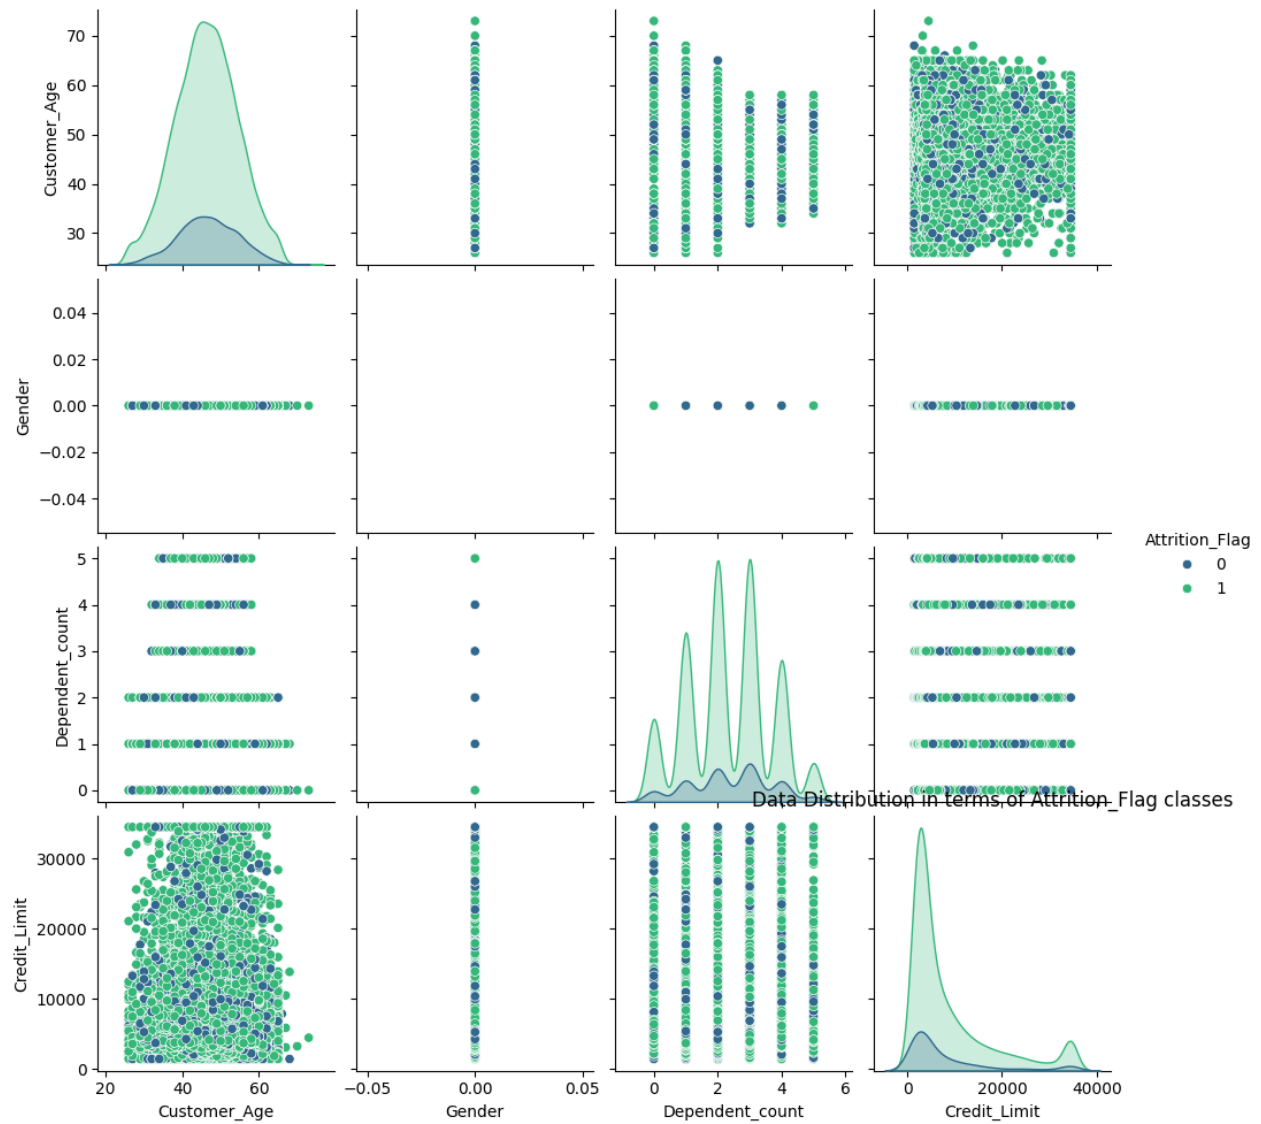 70
60
50
40
30
Customer_Age
0.04
0.02
0.00
−0.02
−0.04
Gender
Attrition_Flag
0
1
5
4
3
2
1
0
Dependent_count
Data Distribution in terms of Attrition_Flag classes
30000
20000
10000
0
Credit_Limit
20 40 60
Customer_Age
−0.05 0.00 0.05
Gender
0 2 4 6
Dependent_count
0 20000 40000
Credit_Limit